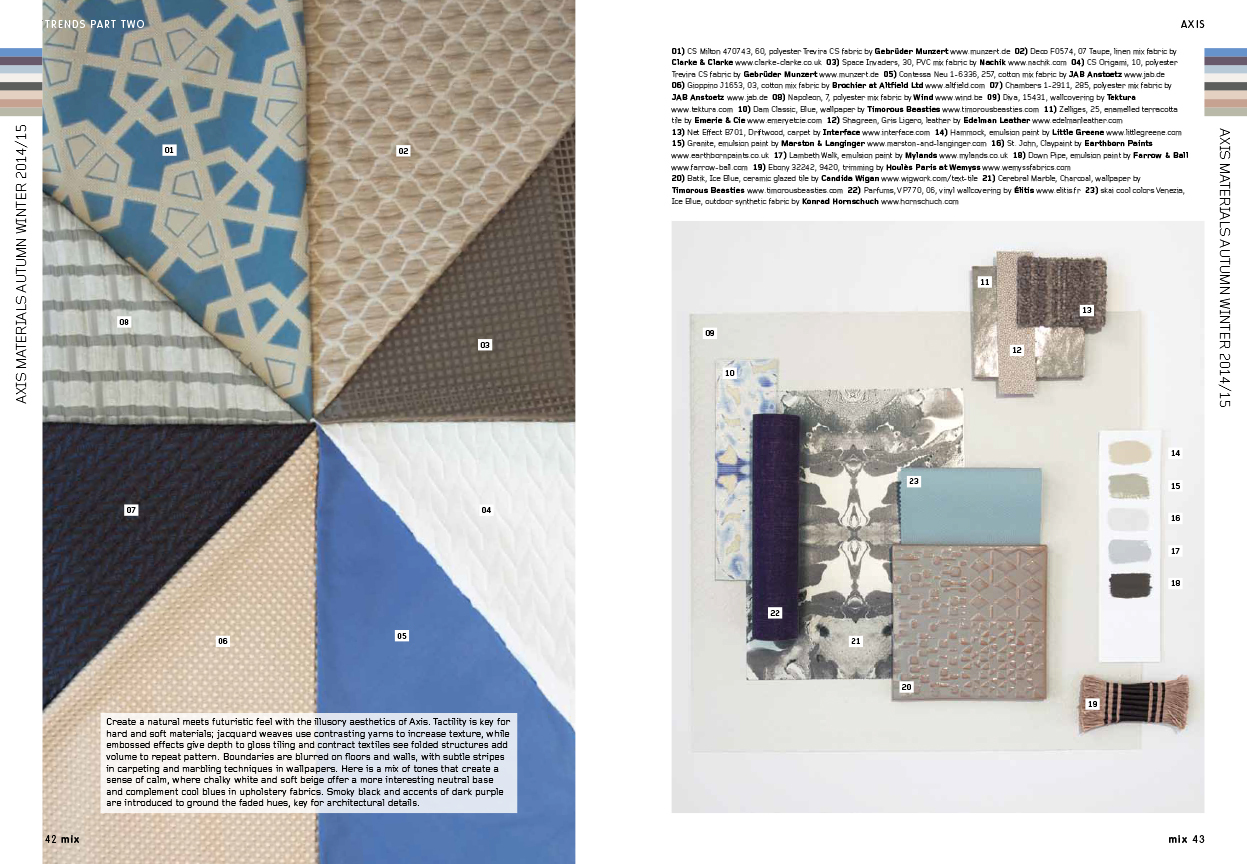 TRENDS PART TWO
AXIS MATERIALS AUTUMN WINTER 2014/15
01
02
03
08
07
04
06
05
Create a natural meets futuristic feel with the illusory aesthetics of Axis. Tactility is key for
hard and soft materials; jacquard weaves use contrasting yarns to increase texture, while
embossed effects give depth to gloss tiling and contract textiles see folded structures add
volume to repeat pattern. Boundaries are blurred on floors and walls, with subtle stripes
in carpeting and marbling techniques in wallpapers. Here is a mix of tones that create a
sense of calm, where chalky white and soft beige offer a more interesting neutral base
and complement cool blues in upholstery fabrics. Smoky black and accents of dark purple
are introduced to ground the faded hues, key for architectural details.
42 mix
AXIS
01) CS Milton 470743, 60, polyester Trevira CS fabric by Gebrüder Munzert www.munzert.de 02) Deco F0574, 07 Taupe, linen mix fabric by
Clarke & Clarke www.clarke-clarke.co.uk 03) Space Invaders, 30, PVC mix fabric by Nachik www.nachik.com 04) CS Origami, 10, polyester
Trevira CS fabric by Gebrüder Munzert www.munzert.de 05) Contessa Neu 1-6336, 257, cotton mix fabric by JAB Anstoetz www.jab.de
06) Gioppino J1653, 03, cotton mix fabric by Brochier at Altfield Ltd www.altfield.com 07) Chambers 1-2911, 285, polyester mix fabric by
JAB Anstoetz www.jab.de 08) Napoleon, 7, polyester mix fabric by Wind www.wind.be 09) Diva, 15431, wallcovering by Tektura
www.tektura.com 10) Dam Classic, Blue, wallpaper by Timorous Beasties www.timorousbeasties.com 11) Zelliges, 25, enamelled terracotta
tile by Emerie & Cie www.emeryetcie.com 12) Shagreen, Gris Ligero, leather by Edelman Leather www.edelmanleather.com
13) Net Effect B701, Driftwood, carpet by Interface www.interface.com 14) Hammock, emulsion paint by Little Greene www.littlegreene.com
15) Granite, emulsion paint by Marston & Langinger www.marston-and-langinger.com 16) St. John, Claypaint by Earthborn Paints
www.earthbornpaints.co.uk 17) Lambeth Walk, emulsion paint by Mylands www.mylands.co.uk 18) Down Pipe, emulsion paint by Farrow & Ball
www.farrow-ball.com 19) Ebony 32242, 9420, trimming by Houlès Paris at Wemyss www.wemyssfabrics.com
20) Batik, Ice Blue, ceramic glazed tile by Candida Wigan www.wigwork.com/text-tile 21) Cerebral Marble, Charcoal, wallpaper by
Timorous Beasties www.timorousbeasties.com 22) Parfums, VP770, 06, vinyl wallcovering by Élitis www.elitis.fr 23) skai cool colors Venezia,
Ice Blue, outdoor synthetic fabric by Konrad Hornschuch www.hornschuch.com
AXIS MATERIALS AUTUMN WINTER 2014/15
11
13
09
12
10
14
23
15
16
17
18
22
21
20
19
mix 43